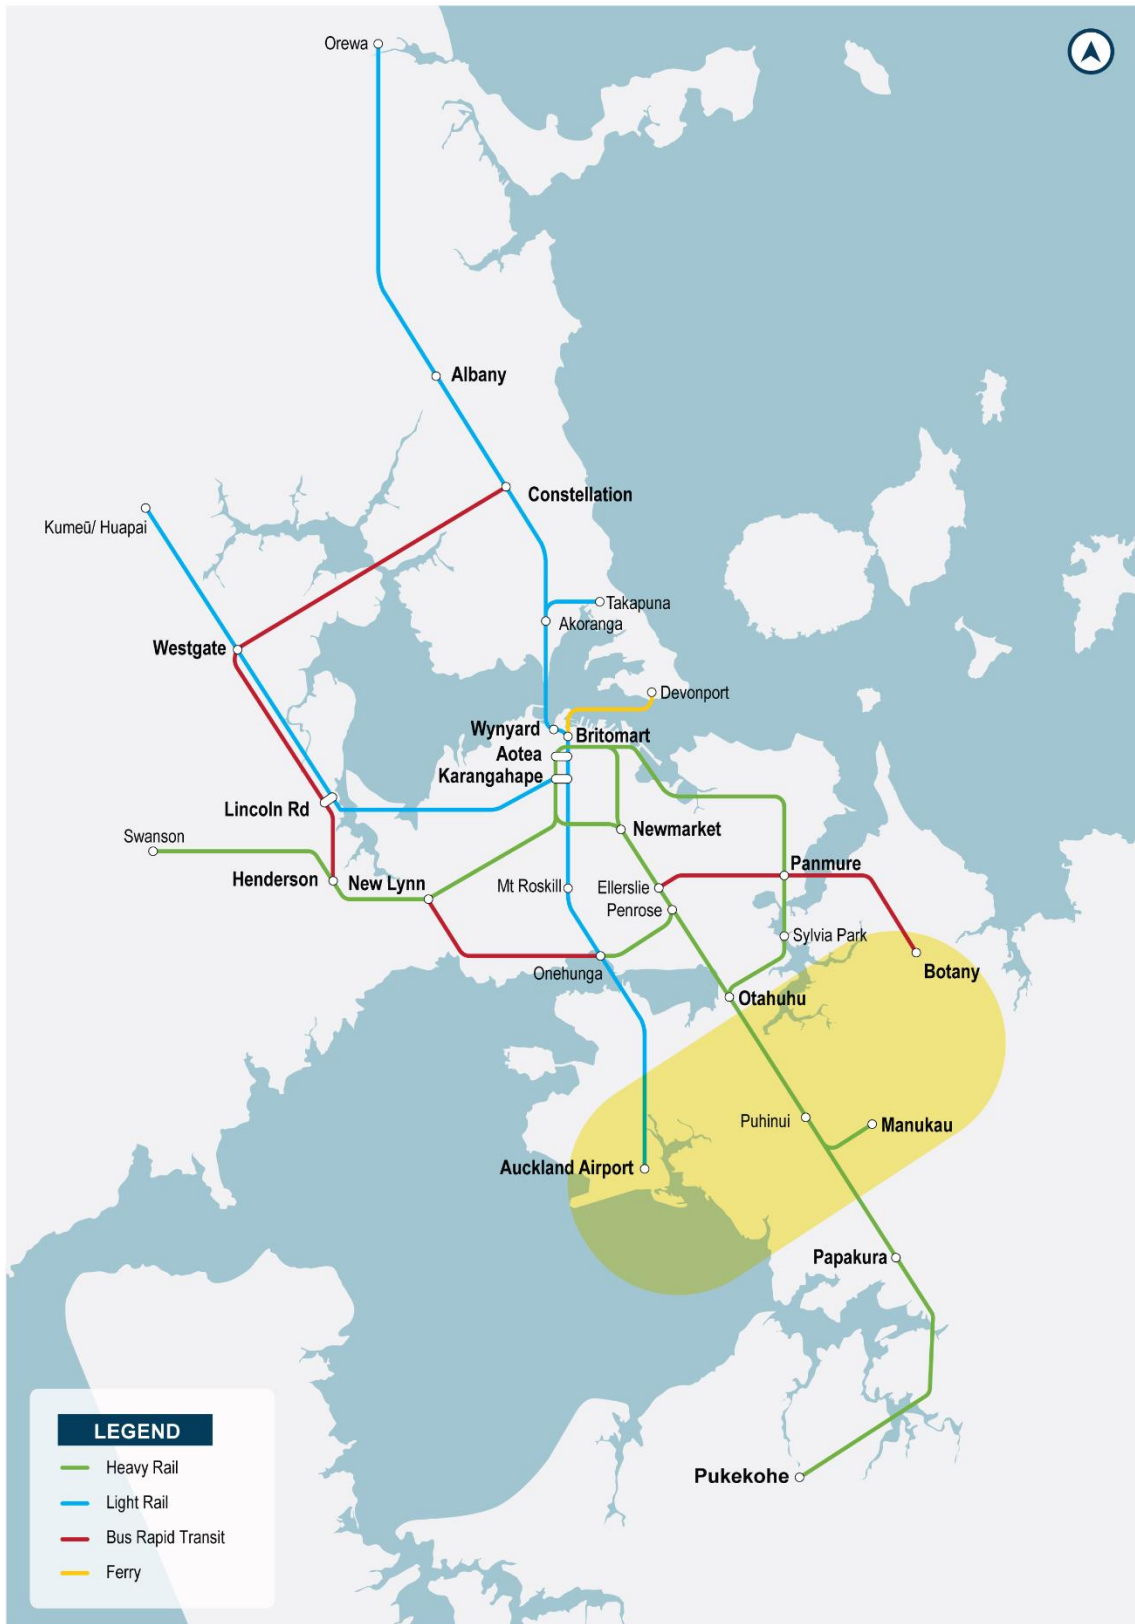 Orewa
Albany
Constellation
Kumeū/ Huapai
Takapuna
Akoranga
Westgate
Devonport
Wynyard
Britomart
Aotea
Karangahape
Lincoln Rd
Newmarket
Swanson
Panmure
Henderson
New Lynn
Mt Roskill
Ellerslie
Penrose
Sylvia Park
Onehunga
Botany
Otahuhu
Puhinui
Manukau
Auckland Airport
Papakura
Pukekohe
LEGEND
Heavy Rail
Light Rail
Bus Rapid Transit
Ferry